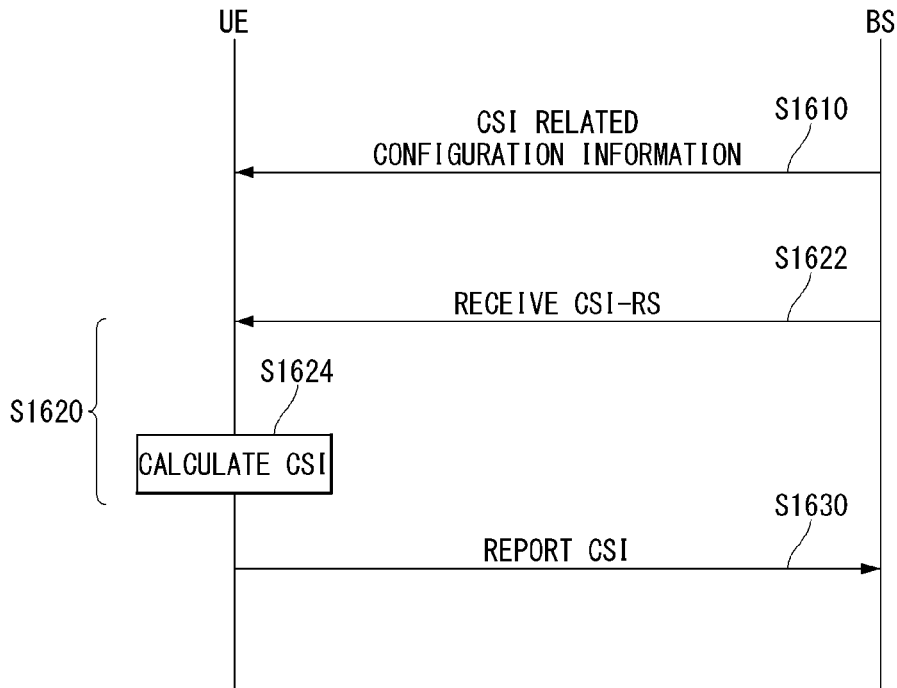 UE
BS
S1610
CSI RELATED
CONFIGURATION INFORMATION
S1622
RECEIVE CSI-RS
S1624
S1620
CALCULATE CSI
S1630
REPORT CSI